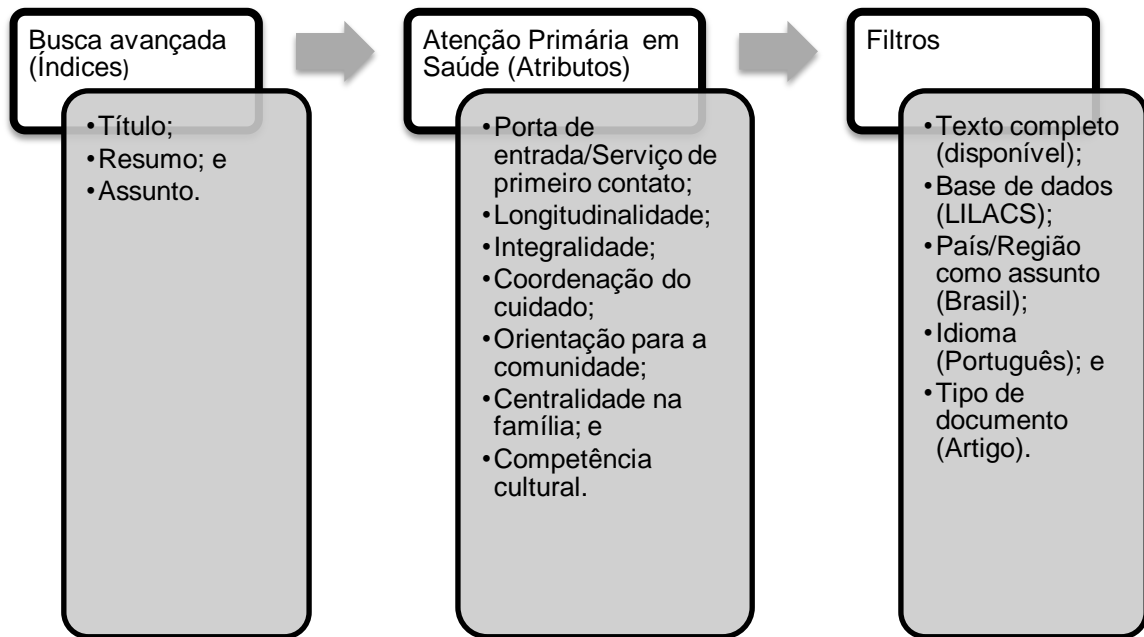 Busca avançada
(Índices)
•Título;
•Resumo; e
•Assunto.
Atenção Primária em
Saúde (Atributos)
•Porta de
entrada/Serviço de
primeiro contato;
•Longitudinalidade;
•Integralidade;
•Coordenação do
cuidado;
•Orientação para a
comunidade;
•Centralidade na
família; e
•Competência
cultural.
Filtros
•Texto completo
(disponível);
•Base de dados
(LILACS);
•País/Região
como assunto
(Brasil);
•Idioma
(Português); e
•Tipo de
documento
(Artigo).